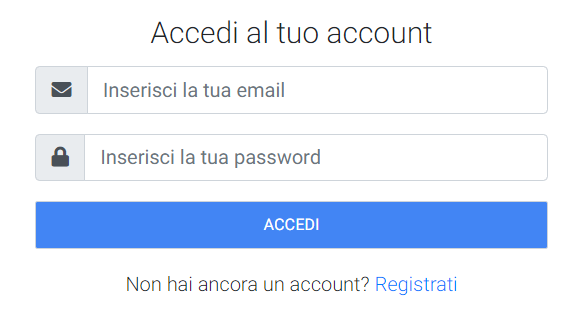 Accedi al tuo account
Inserisci la tua email
Inserisci la tua password
ACCEDI
Non hai ancora un account? Registrati